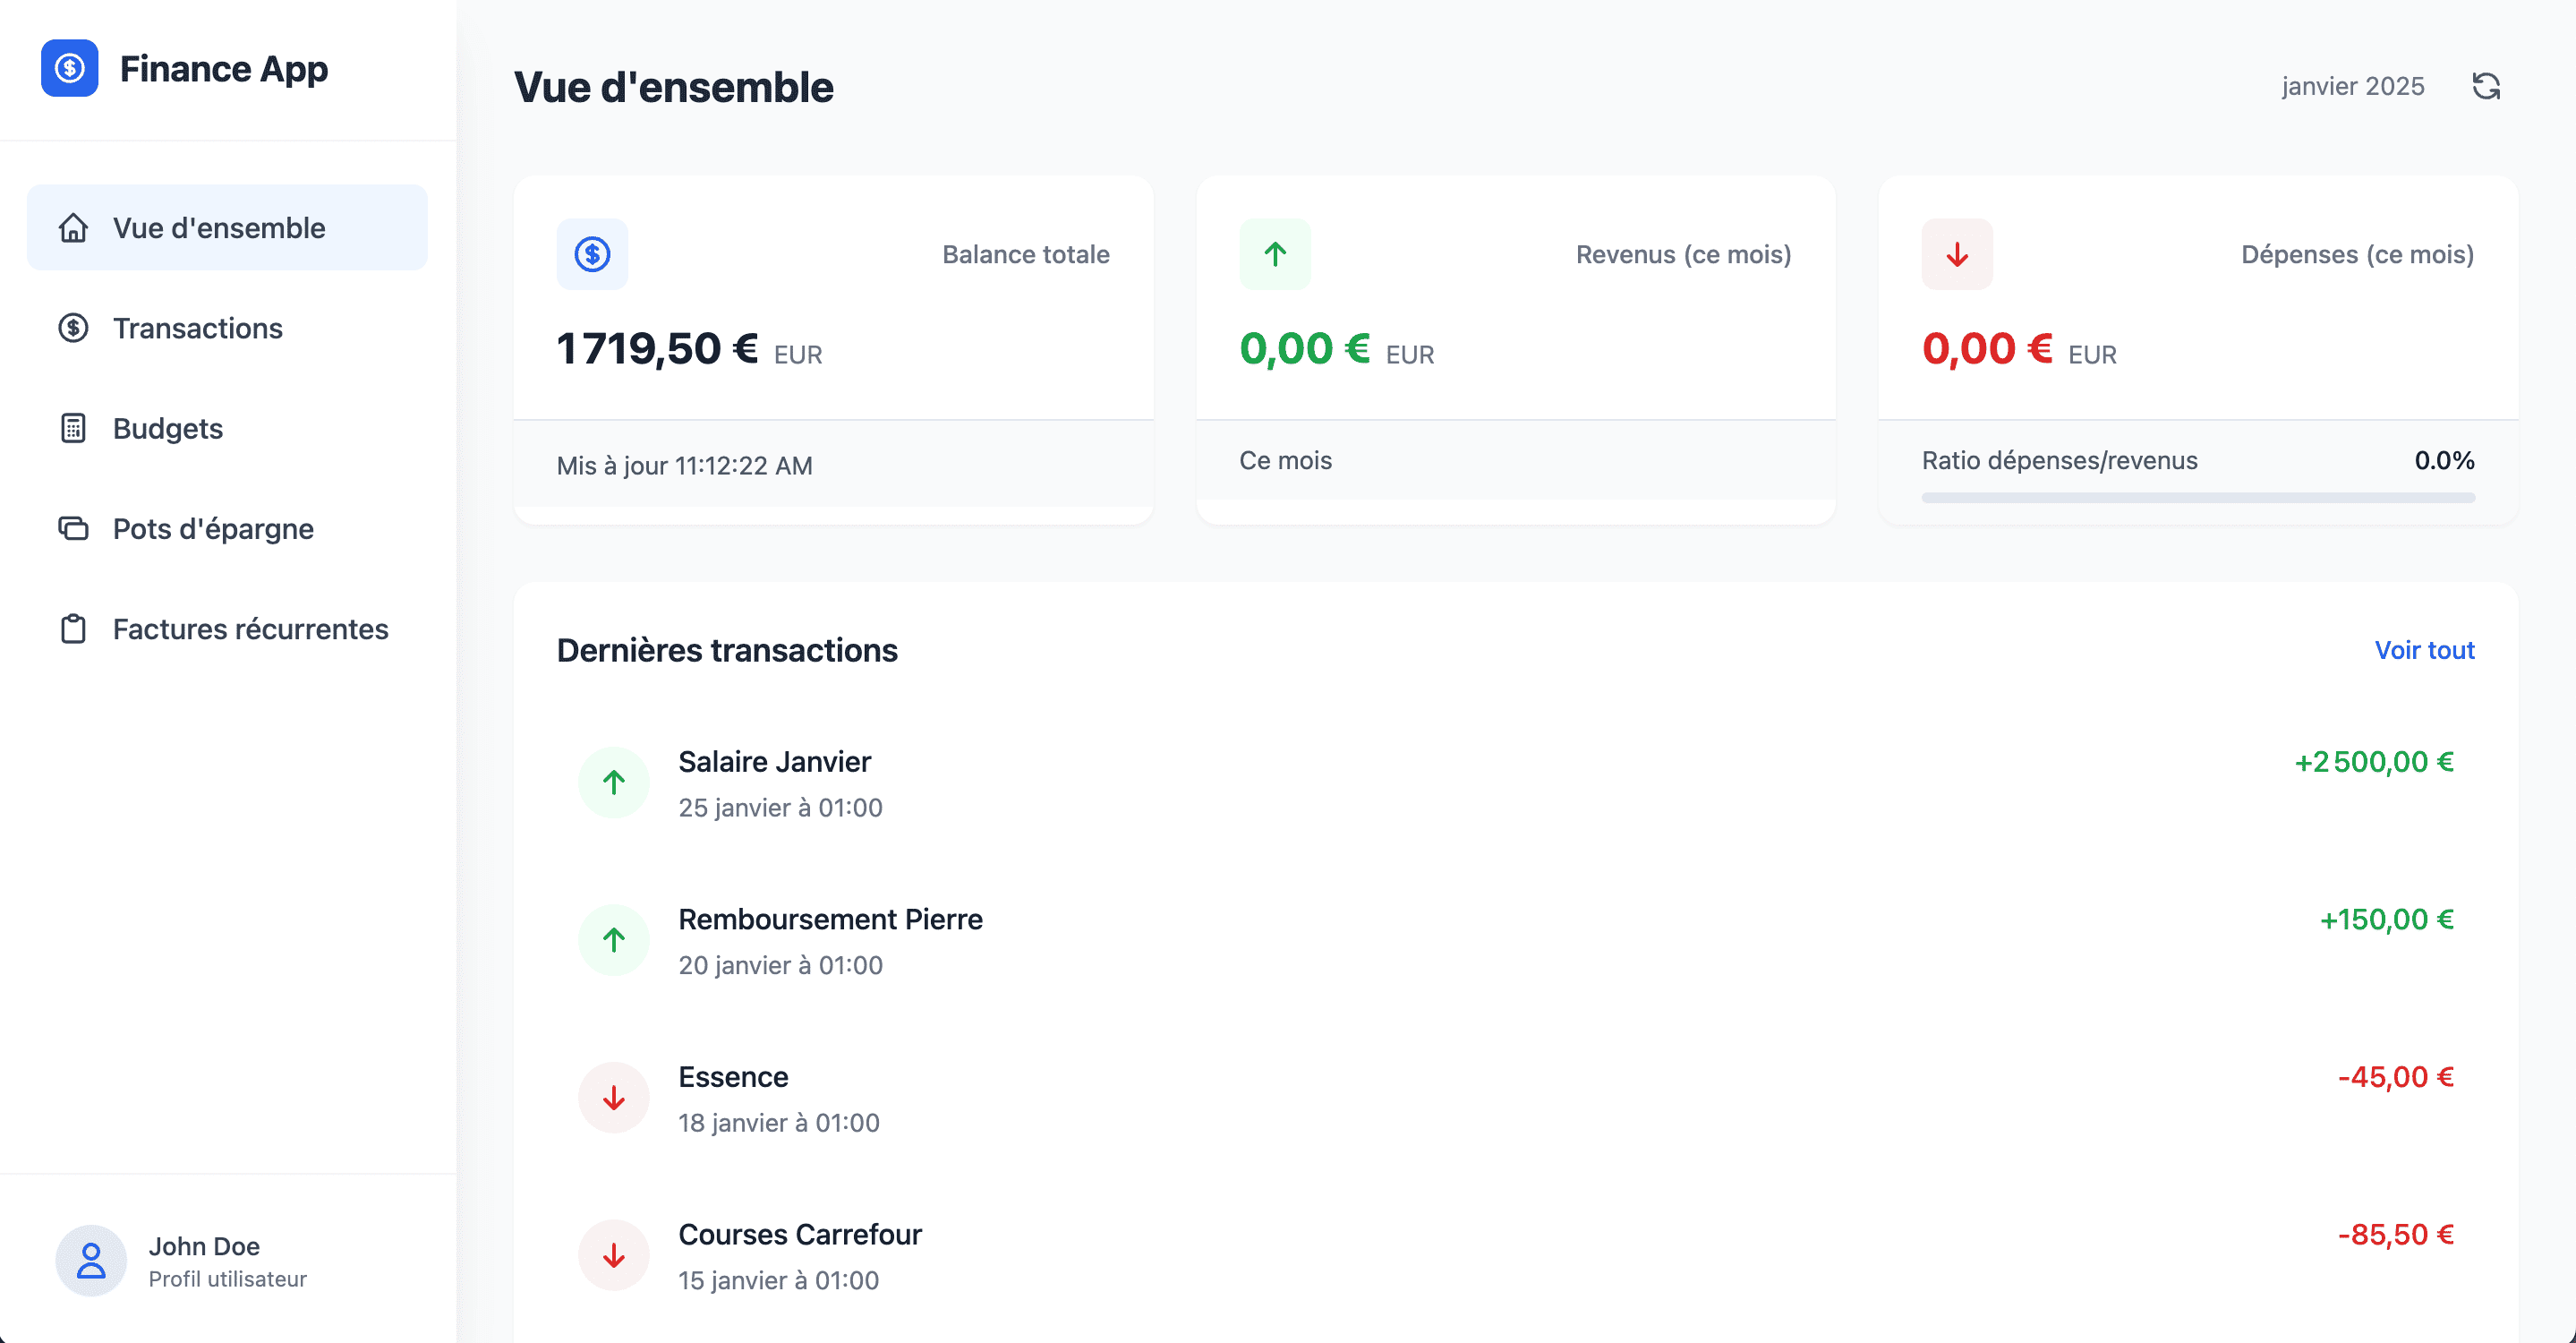 Finance App
Vue d'ensemble
Transactions
Budgets
Pots d'épargne
Factures récurrentes
John Doe
Profil utilisateur
Vue d'ensemble
janvier 2025
Balance totale
1 719,50 € EUR
Mis à jour 11:12:22 AM
Revenus (ce mois)
0,00 € EUR
Ce mois
Dépenses (ce mois)
0,00 € EUR
Ratio dépenses/revenus 0.0%
Dernières transactions
Voir tout
Salaire Janvier +2 500,00 €
25 janvier à 01:00
Remboursement Pierre +150,00 €
20 janvier à 01:00
Essence -45,00 €
18 janvier à 01:00
Courses Carrefour -85,50 €
15 janvier à 01:00